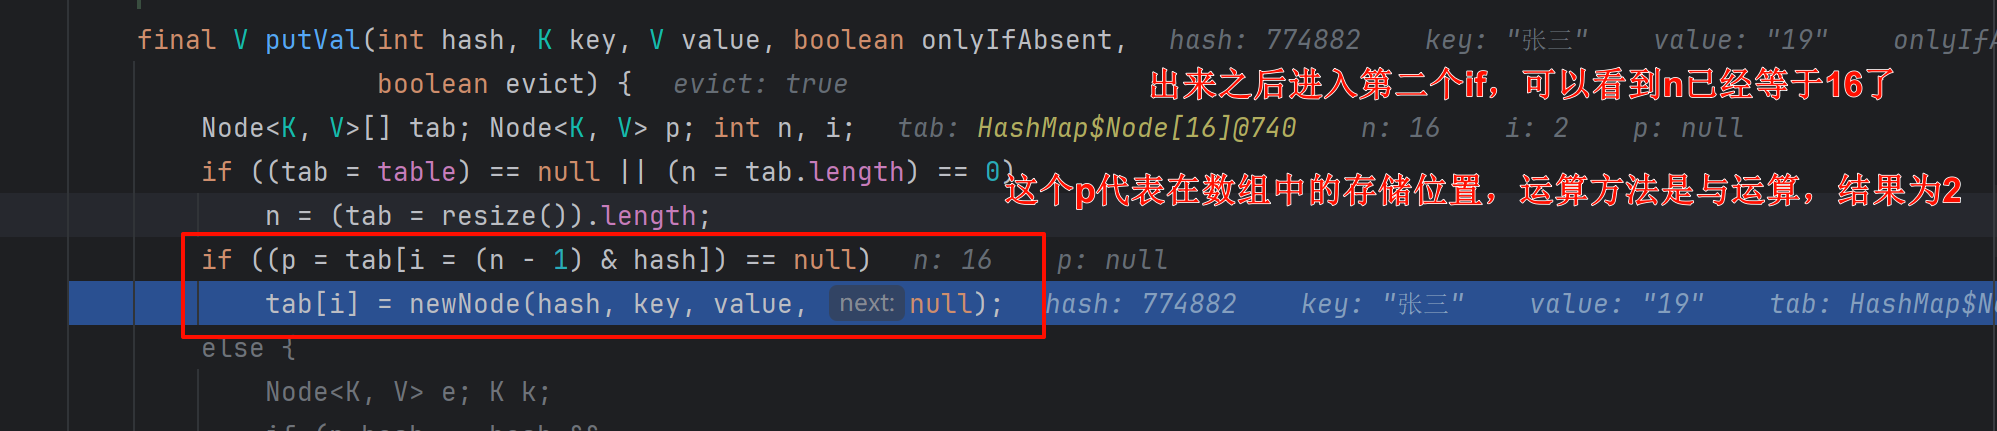 final V putVal(int hash, K key, V value, boolean onlyIfAbsent, hash: 774882 key: "张三" value: "19" onlyIfA
boolean evict) { evict: true
出来之后进入第二个if，可以看到n已经等于16了
Node<K, V>[] tab; Node<K, V> p; int n, i; tab: HashMap$Node[16]@740 n: 16 i: 2 p: null
if ((tab = table) == null || (n = tab.length) == 0)
这个p代表在数组中的存储位置，运算方法是与运算，结果为2
n = (tab = resize()).length;
if ((p = tab[i = (n - 1) & hash]) == null) n: 16 p: null
tab[i] = newNode(hash, key, value, next: null); hash: 774882 key: "张三" value: "19" tab: HashMap$No
else {
Node<K, V> e; K k;